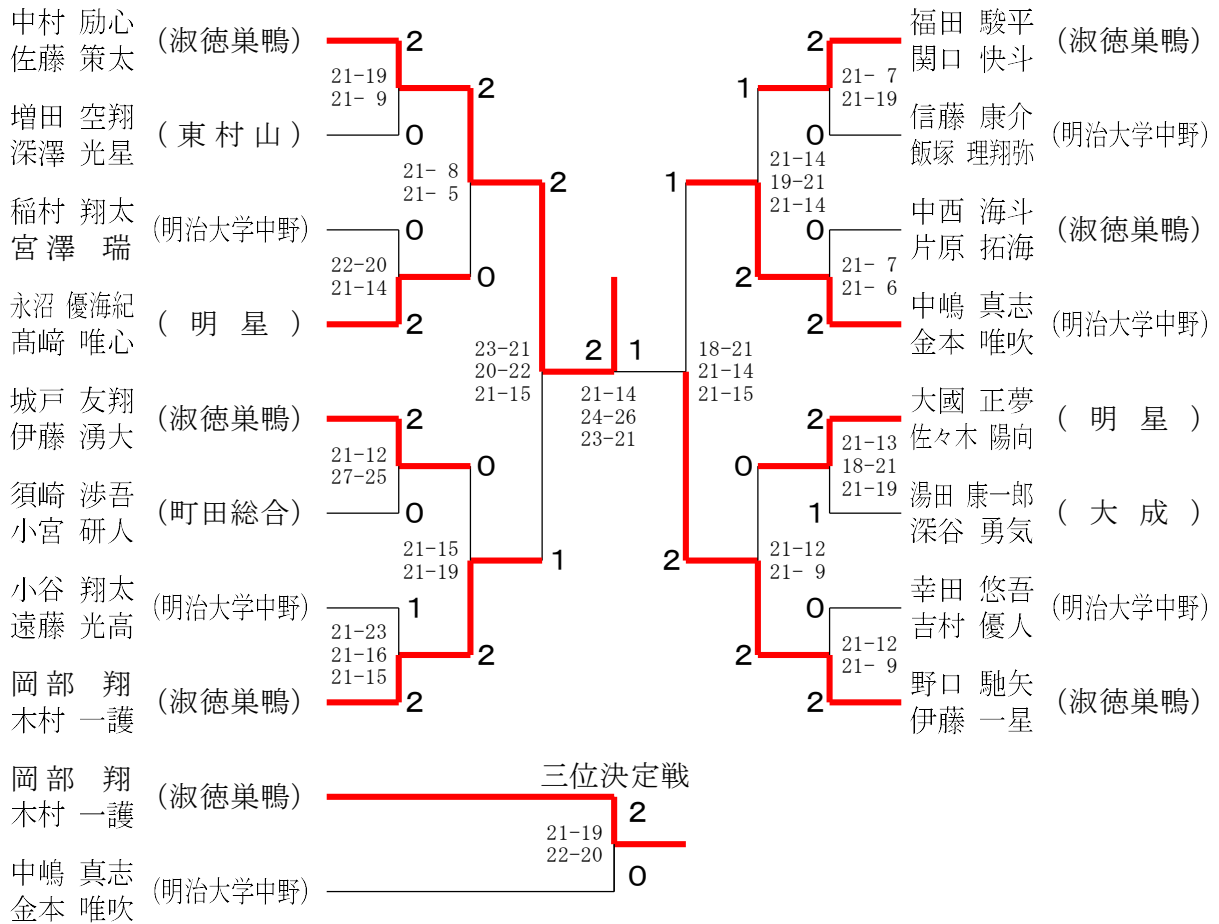 中村 励心
佐藤 策太
(淑徳巣鴨)
2
21-19
21- 9
増田 空翔
深澤 光星
(東村山)
0
2
21- 8
21- 5
稲村 翔太
宮澤 瑞
(明治大学中野)
0
22-20
21-14
永沼 優海紀
髙﨑 唯心
(明星)
2
0
2
23-21
20-22
21-15
城戸 友翔
伊藤 湧大
(淑徳巣鴨)
2
21-12
27-25
須崎 渉吾
小宮 研人
(町田総合)
0
0
21-15
21-19
1
小谷 翔太
遠藤 光高
(明治大学中野)
1
21-23
21-16
21-15
岡部 翔
木村 一護
(淑徳巣鴨)
2
2
2
1
21-14
24-26
23-21
福田 駿平
関口 快斗
(淑徳巣鴨)
2
21- 7
21-19
信藤 康介
飯塚 理翔弥
(明治大学中野)
0
1
21-14
19-21
21-14
1
中西 海斗
片原 拓海
(淑徳巣鴨)
0
21- 7
21- 6
中嶋 真志
金本 唯吹
(明治大学中野)
2
2
18-21
21-14
21-15
大國 正夢
佐々木 陽向
(明星)
2
21-13
18-21
21-19
湯田 康一郎
深谷 勇気
(大成)
1
0
21-12
21- 9
2
幸田 悠吾
吉村 優人
(明治大学中野)
0
21-12
21- 9
野口 馳矢
伊藤 一星
(淑徳巣鴨)
2
2
三位決定戦
岡部 翔
木村 一護
(淑徳巣鴨)
2
21-19
22-20
中嶋 真志
金本 唯吹
(明治大学中野)
0